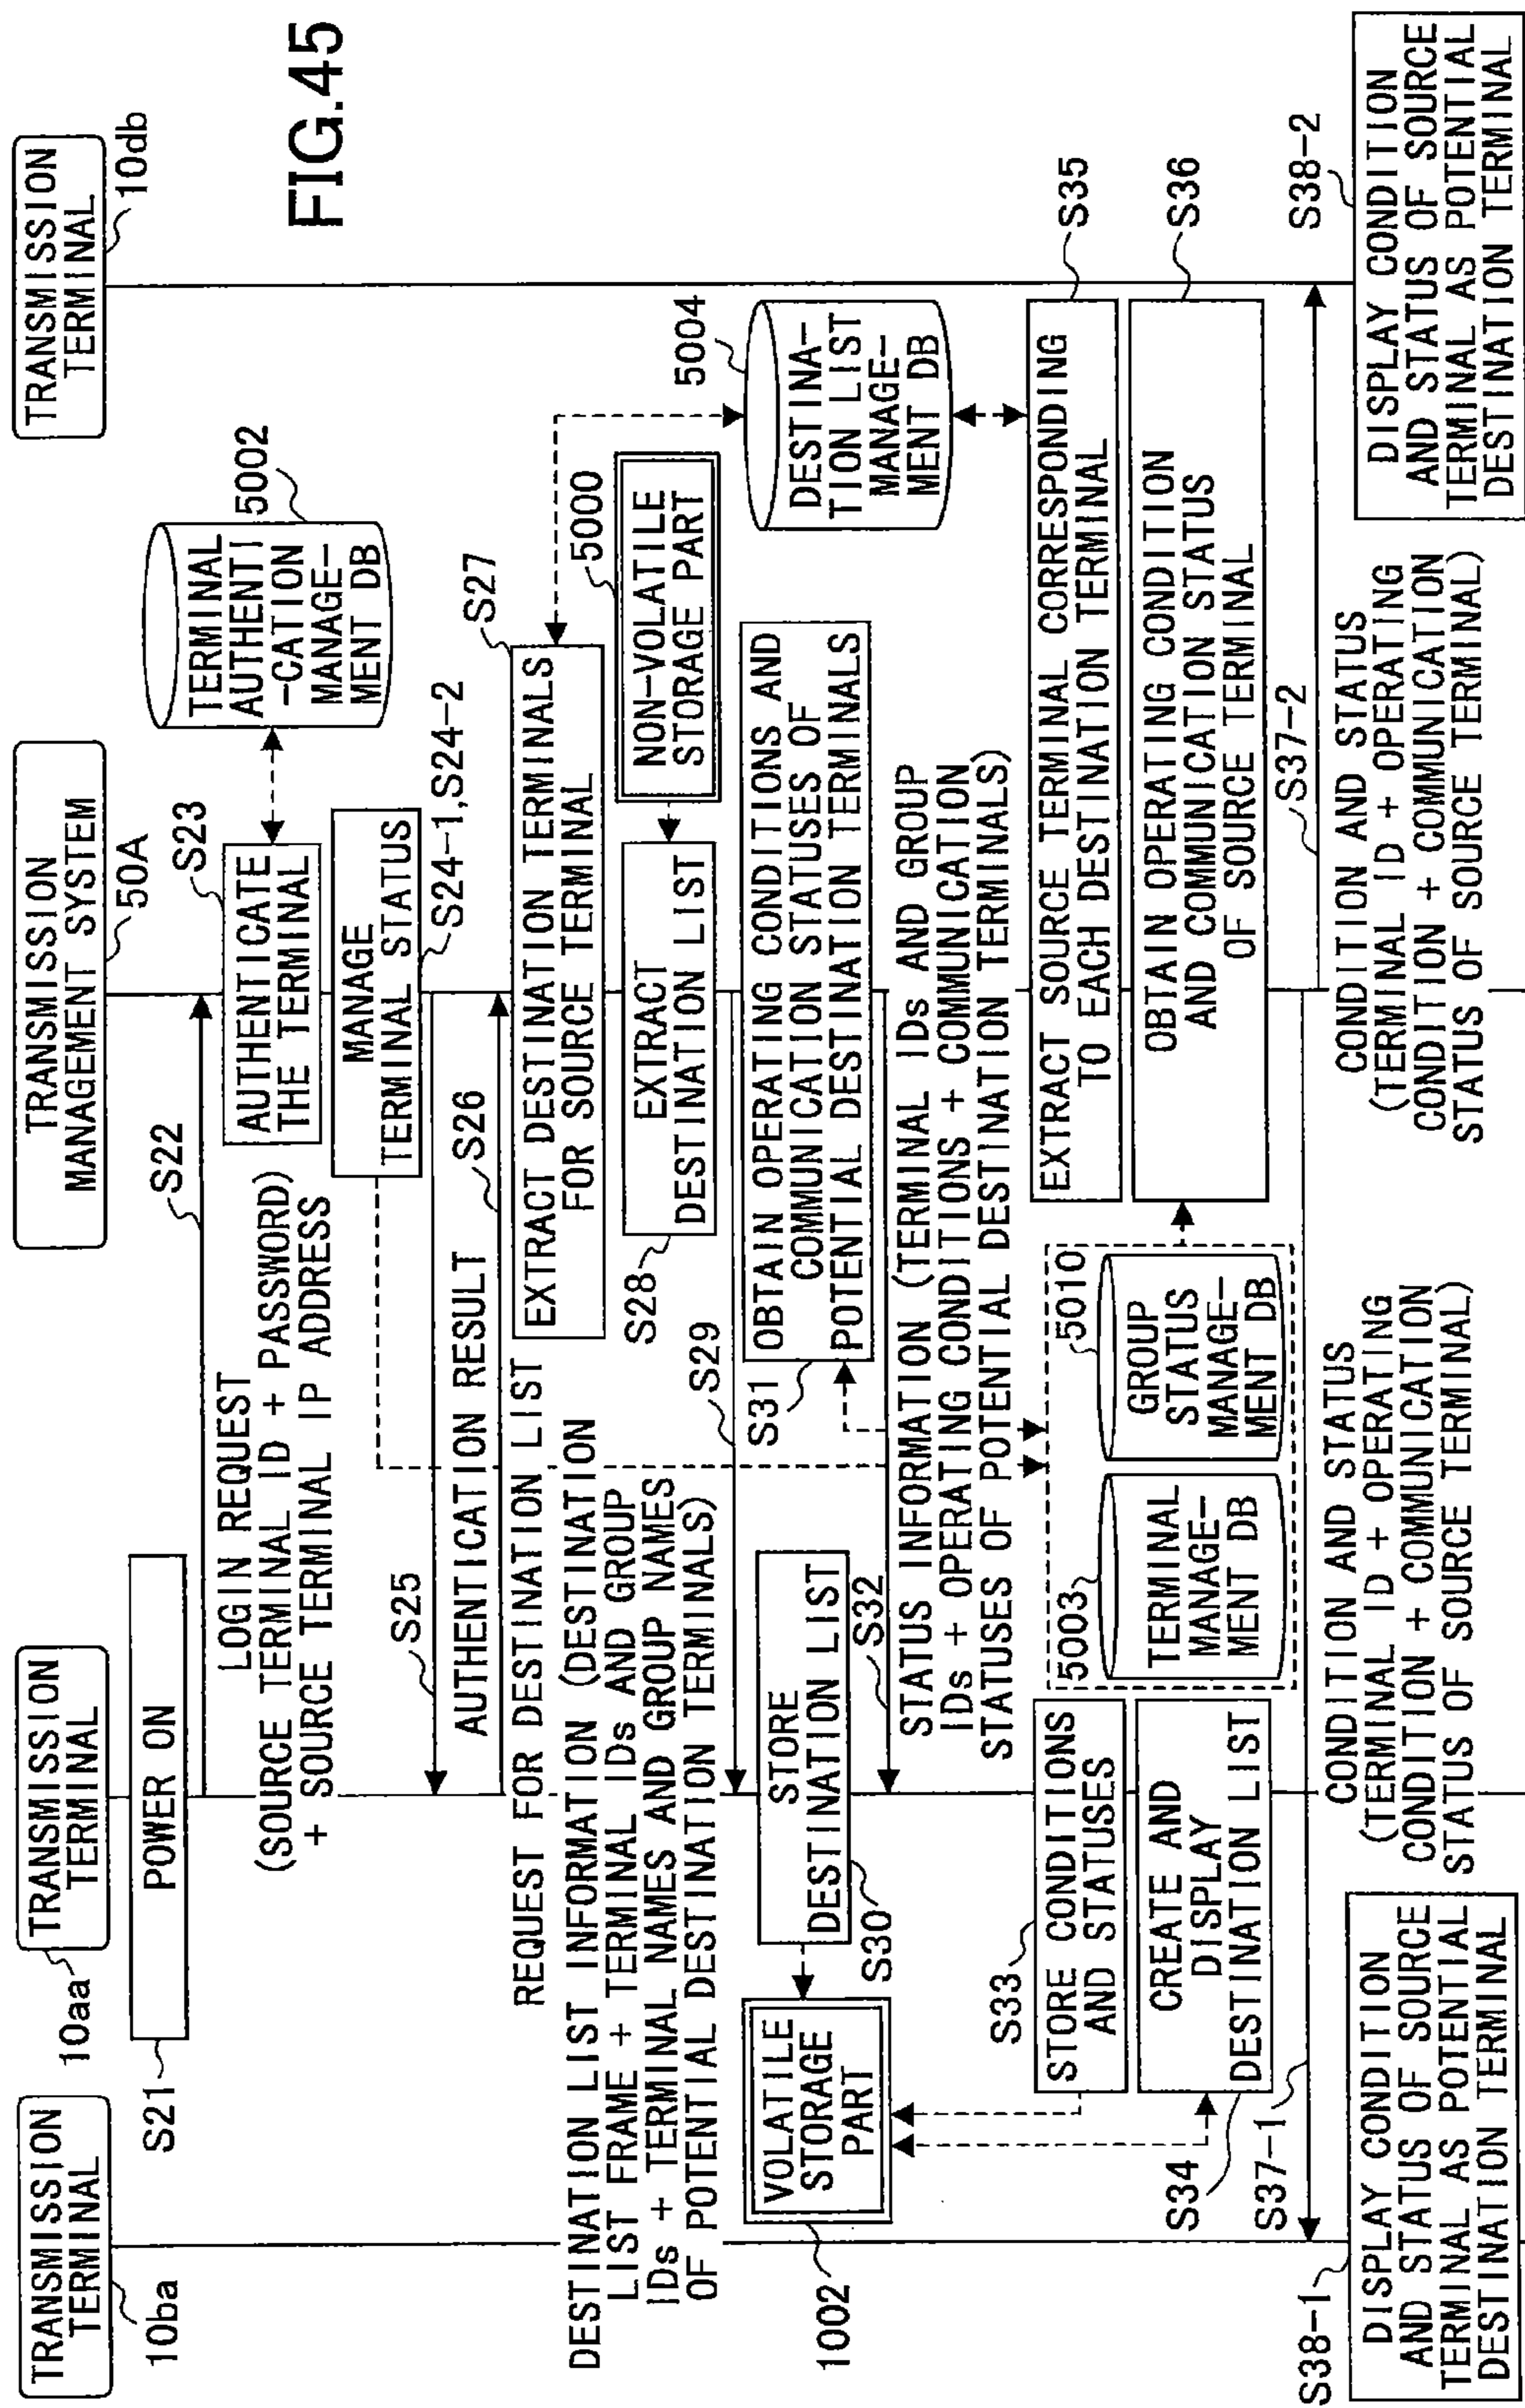 FIG.45
TRANSMISSION
TERMINAL
10ba
TRANSMISSION
TERMINAL
10aa
TRANSMISSION
MANAGEMENT SYSTEM
50A
TRANSMISSION
TERMINAL
10db
POWER ON
S21
S22
LOGIN REQUEST
(SOURCE TERMINAL ID + PASSWORD)
+ SOURCE TERMINAL IP ADDRESS
S23
AUTHENTICATE
THE TERMINAL
TERMINAL
AUTHENTI
-CATION
MANAGE-
MENT DB
5002
MANAGE
TERMINAL STATUS
S24-1,S24-2
S25
AUTHENTICATION RESULT
S26
REQUEST FOR DESTINATION LIST
S27
EXTRACT DESTINATION TERMINALS
FOR SOURCE TERMINAL
5000
NON-VOLATILE
STORAGE PART
5004
DESTINA-
TION LIST
MANAGE-
MENT DB
EXTRACT
DESTINATION LIST
S28
DESTINATION LIST INFORMATION (DESTINATION
LIST FRAME + TERMINAL IDs AND GROUP
IDs + TERMINAL NAMES AND GROUP NAMES
OF POTENTIAL DESTINATION TERMINALS)
S29
STORE
DESTINATION LIST
S30
VOLATILE
STORAGE
PART
1002
OBTAIN OPERATING CONDITIONS AND
COMMUNICATION STATUSES OF
POTENTIAL DESTINATION TERMINALS
S31
S32
STATUS INFORMATION (TERMINAL IDs AND GROUP
IDs + OPERATING CONDITIONS + COMMUNICATION
STATUSES OF POTENTIAL DESTINATION TERMINALS)
S33
STORE CONDITIONS
AND STATUSES
CREATE AND
DISPLAY
DESTINATION LIST
S34
5003
TERMINAL
MANAGE-
MENT DB
5010
GROUP
STATUS
MANAGE-
MENT DB
EXTRACT SOURCE TERMINAL CORRESPONDING
TO EACH DESTINATION TERMINAL
S35
OBTAIN OPERATING CONDITION
AND COMMUNICATION STATUS
OF SOURCE TERMINAL
S36
S37-1
CONDITION AND STATUS
(TERMINAL ID + OPERATING
CONDITION + COMMUNICATION
STATUS OF SOURCE TERMINAL)
S37-2
CONDITION AND STATUS
(TERMINAL ID + OPERATING
CONDITION + COMMUNICATION
STATUS OF SOURCE TERMINAL)
S38-1
DISPLAY CONDITION
AND STATUS OF SOURCE
TERMINAL AS POTENTIAL
DESTINATION TERMINAL
S38-2
DISPLAY CONDITION
AND STATUS OF SOURCE
TERMINAL AS POTENTIAL
DESTINATION TERMINAL